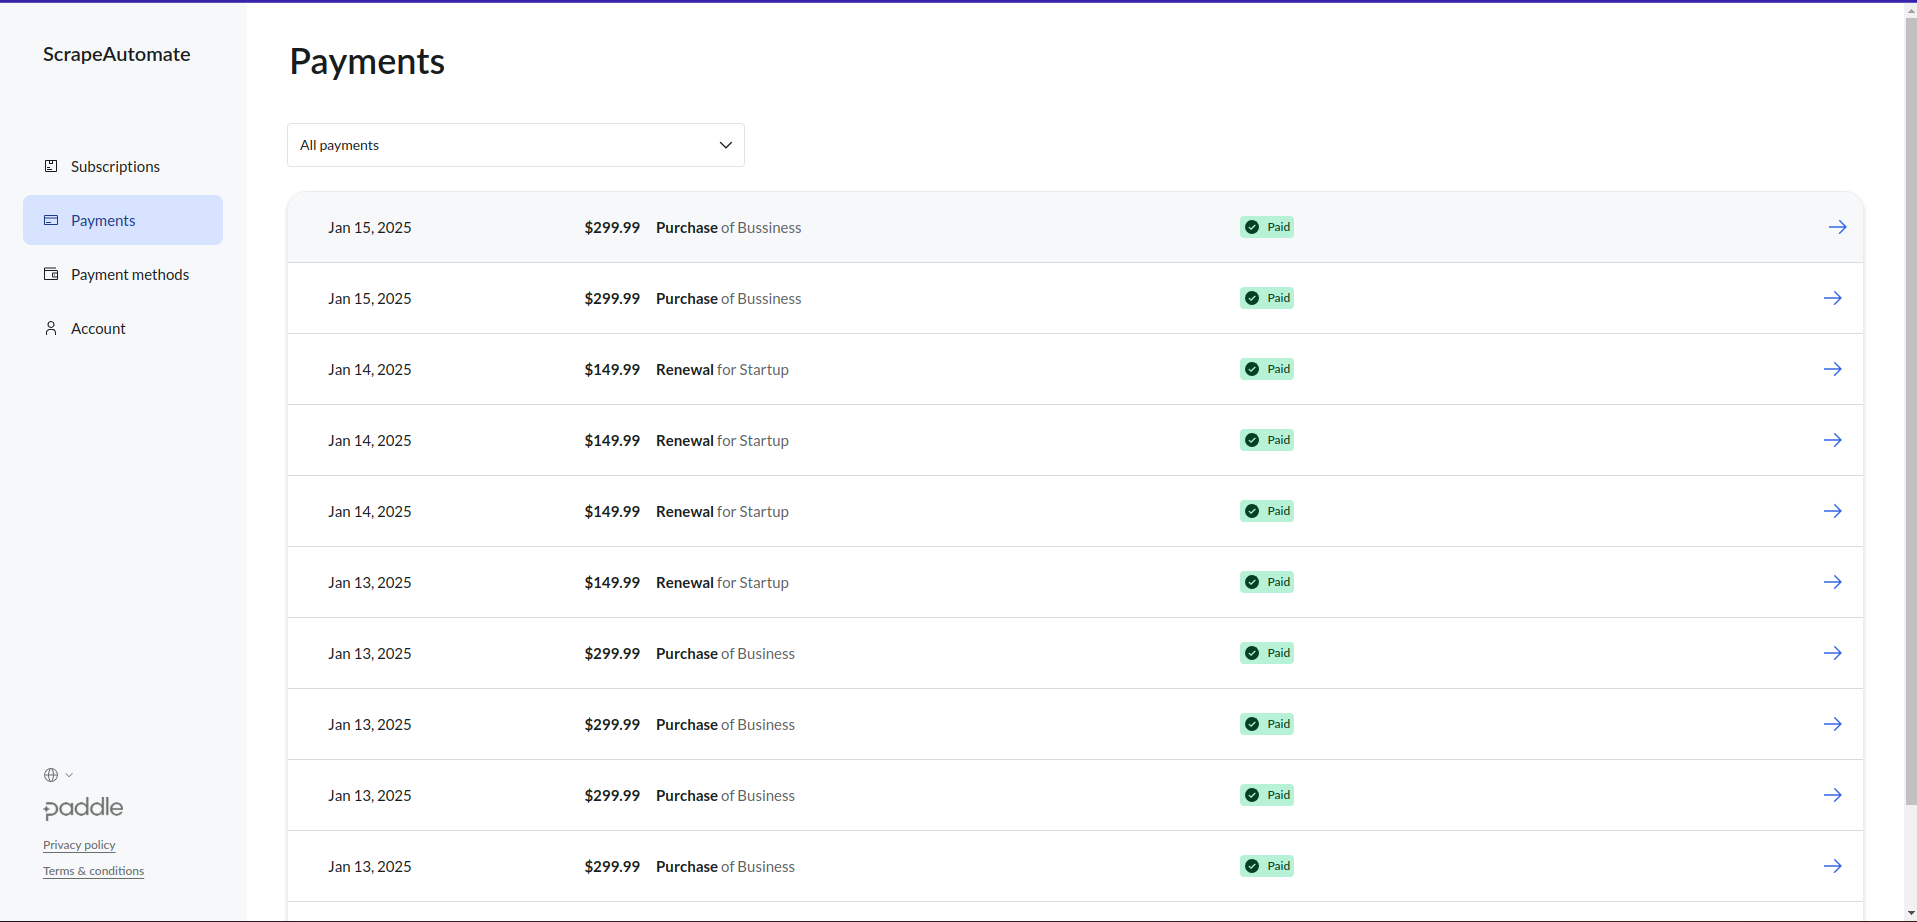 ScrapeAutomate
Subscriptions
Payments
Payment methods
Account
paddle
Privacy policy
Terms & conditions
Payments
All payments
Jan 15, 2025 $299.99 Purchase of Bussiness Paid
Jan 15, 2025 $299.99 Purchase of Bussiness Paid
Jan 14, 2025 $149.99 Renewal for Startup Paid
Jan 14, 2025 $149.99 Renewal for Startup Paid
Jan 14, 2025 $149.99 Renewal for Startup Paid
Jan 13, 2025 $149.99 Renewal for Startup Paid
Jan 13, 2025 $299.99 Purchase of Business Paid
Jan 13, 2025 $299.99 Purchase of Business Paid
Jan 13, 2025 $299.99 Purchase of Business Paid
Jan 13, 2025 $299.99 Purchase of Business Paid